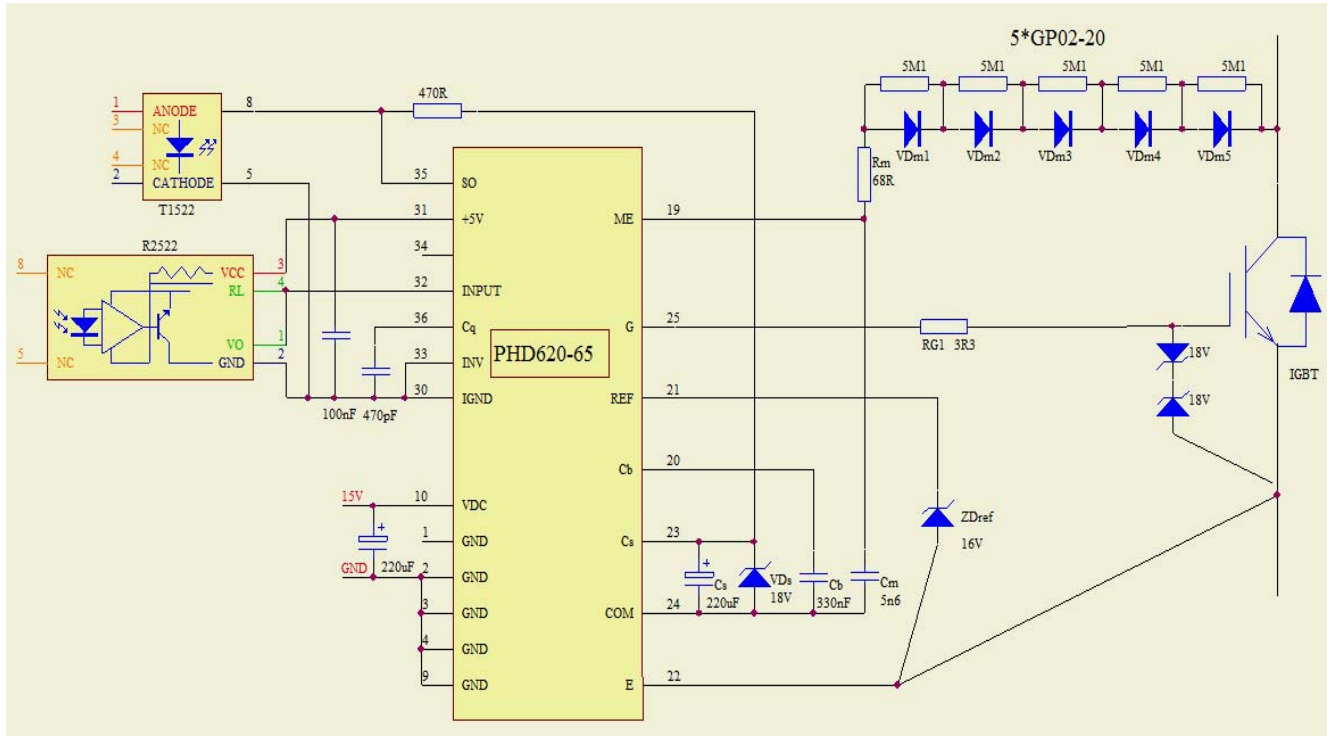 5*GP02-20
5M1 5M1 5M1 5M1 5M1
VDm1 VDm2 VDm3 VDm4 VDm5
Rm
68R
470R
1 ANODE 8
3 NC
4 NC
2 CATHODE 5
T1522
R2522
8 NC VCC 3
RL 4
VO 1
5 NC GND 2
100nF 470pF
35 SO
31 +5V
34
32 INPUT
36 Cq
33 INV
30 IGND
PHD620-65
15V 10 VDC
1 GND
GND + 220uF 2 GND
3 GND
4 GND
9 GND
ME 19
G 25
REF 21
Cb 20
Cs 23
COM 24
E 22
RG1 3R3
18V
18V
IGBT
ZDref
16V
+
Cs
220uF
VDs
18V
Cb
330nF
Cm
5n6